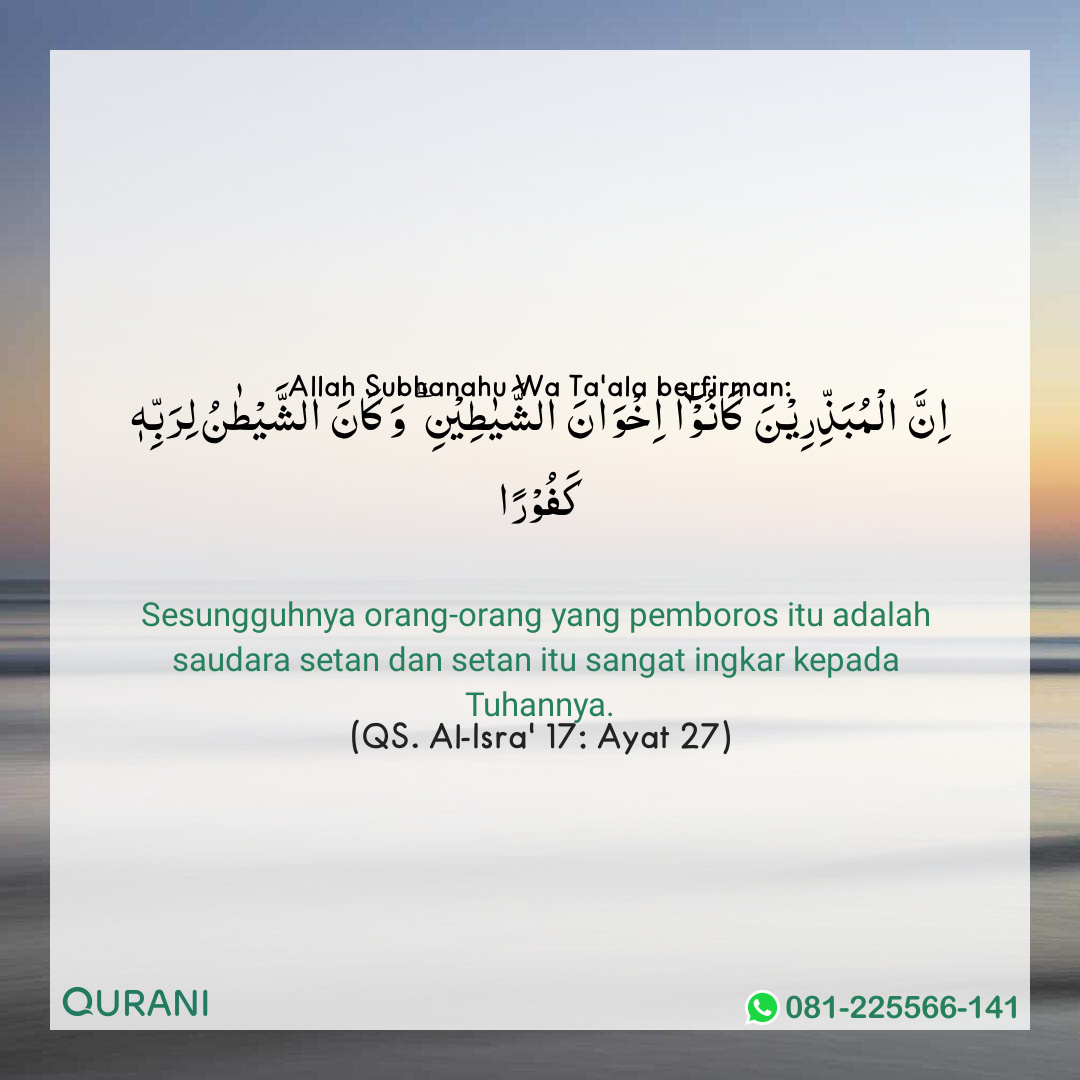 Allah Subhanahu Wa Ta'ala berfirman:
اِنَّ الْمُبَذِّرِيْنَ كَانُوْٓا اِخْوَانَ الشَّيٰطِيْنِ ۗ وَكَانَ الشَّيْطٰنُ لِرَبِّهٖ
كَفُوْرًا
Sesungguhnya orang-orang yang pemboros itu adalah
saudara setan dan setan itu sangat ingkar kepada
Tuhannya.
(QS. Al-Isra' 17: Ayat 27)
QURANI
081-225566-141